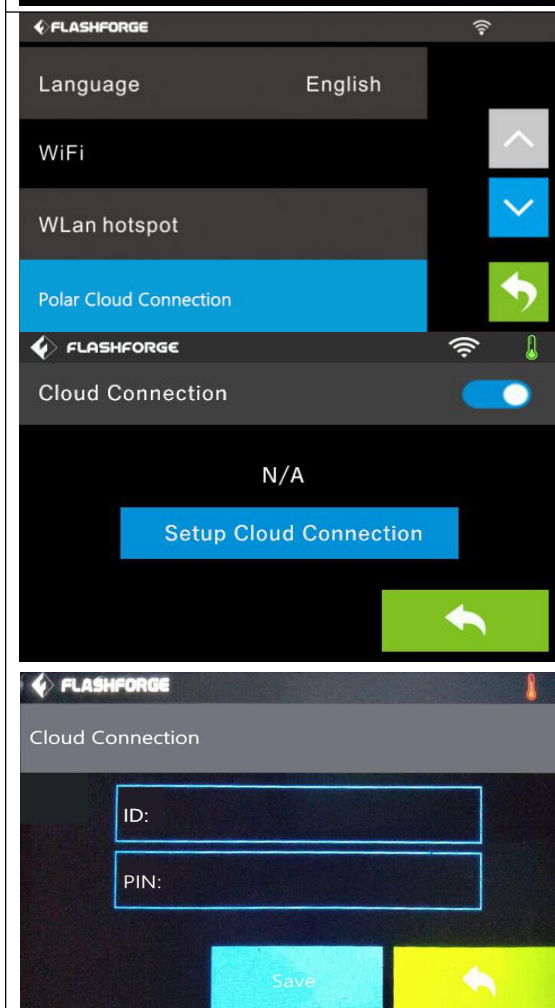 FLASHFORGE
Language English
WiFi
WLan hotspot
Polar Cloud Connection
FLASHFORGE
Cloud Connection
N/A
Setup Cloud Connection
FLASHFORGE
Cloud Connection
ID:
PIN:
Save